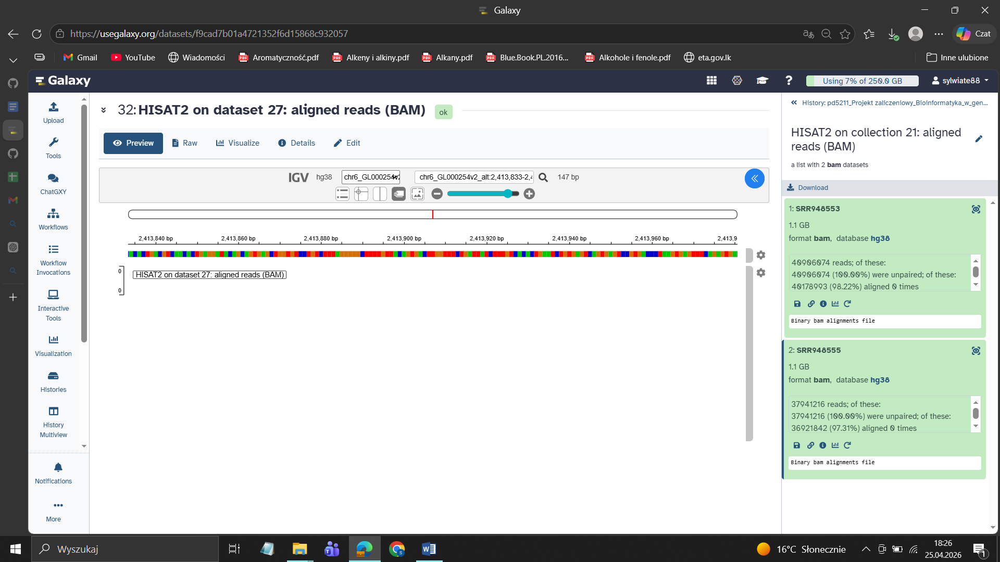 Galaxy
https://usegalaxy.org/datasets/f9cad7b01a4721352f6d15868c932057
Czat
Gmail
YouTube
Wiadomości
Aromatyczność.pdf
Alkeny i alkiny.pdf
Alkany.pdf
Blue.Book.PL.2016...
Alkohole i fenole.pdf
eta.gov.lk
Inne ulubione
Galaxy
Using 7% of 250.0 GB
sylwiate88
Upload
Tools
ChatGXY
Workflows
Workflow
Invocations
Interactive
Tools
Visualization
Histories
History
Multiview
Notifications
More
32: HISAT2 on dataset 27: aligned reads (BAM)
ok
Preview
Raw
Visualize
Details
Edit
IGV
hg38
chr6_GL000254v2
chr6_GL000254v2_alt:2,413,833-2,4
147 bp
2,413,840 bp
2,413,860 bp
2,413,880 bp
2,413,900 bp
2,413,920 bp
2,413,940 bp
2,413,960 bp
2,413,9
0
HISAT2 on dataset 27: aligned reads (BAM)
0
History: pd5211_Projekt zaliczeniowy_Bioinformatyka_w_gen...
HISAT2 on collection 21: aligned
reads (BAM)
a list with 2 bam datasets
Download
1: SRR948553
1.1 GB
format bam, database hg38
40906074 reads; of these:
40906074 (100.00%) were unpaired; of these:
40178993 (98.22%) aligned 0 times
Binary bam alignments file
2: SRR948555
1.1 GB
format bam, database hg38
37941216 reads; of these:
37941216 (100.00%) were unpaired; of these:
36921842 (97.31%) aligned 0 times
Binary bam alignments file
Wyszukaj
16°C Słonecznie
18:26
25.04.2026
1